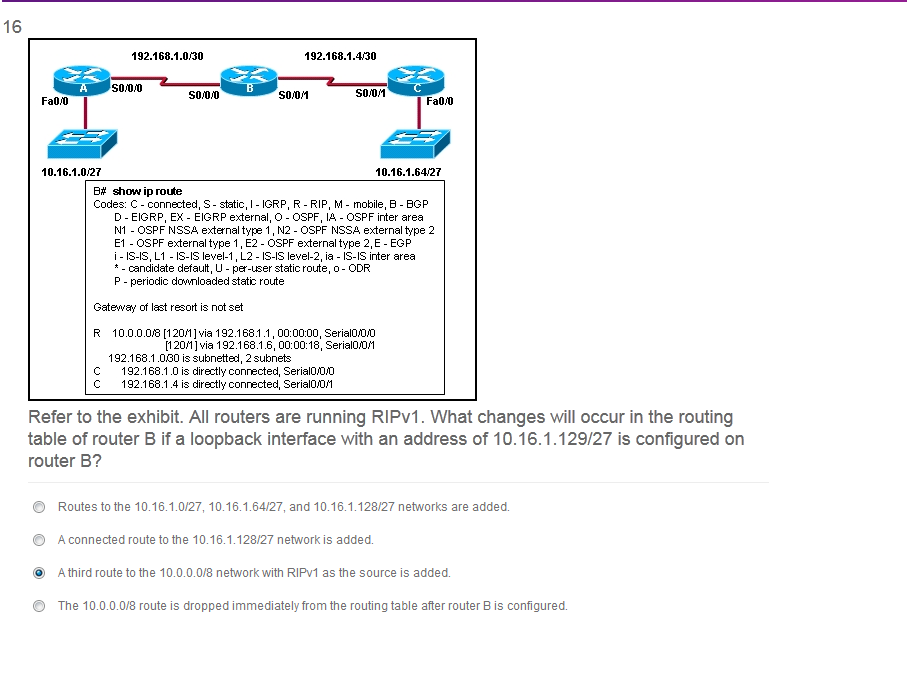 16
192.168.1.0/30 192.168.1.4/30
A B C
S0/0/0 S0/0/0 S0/0/1 S0/0/1
Fa0/0 Fa0/0
10.16.1.0/27 10.16.1.64/27
B# show ip route
Codes: C - connected, S - static, I - IGRP, R - RIP, M - mobile, B - BGP
D - EIGRP, EX - EIGRP external, O - OSPF, IA - OSPF inter area
N1 - OSPF NSSA external type 1, N2 - OSPF NSSA external type 2
E1 - OSPF external type 1, E2 - OSPF external type 2, E - EGP
i - IS-IS, L1 - IS-IS level-1, L2 - IS-IS level-2, ia - IS-IS inter area
* - candidate default, U - per-user static route, o - ODR
P - periodic downloaded static route
Gateway of last resort is not set
R 10.0.0.0/8 [120/1] via 192.168.1.1, 00:00:00, Serial0/0/0
[120/1] via 192.168.1.6, 00:00:18, Serial0/0/1
192.168.1.0/30 is subnetted, 2 subnets
C 192.168.1.0 is directly connected, Serial0/0/0
C 192.168.1.4 is directly connected, Serial0/0/1
Refer to the exhibit. All routers are running RIPv1. What changes will occur in the routing
table of router B if a loopback interface with an address of 10.16.1.129/27 is configured on
router B?
Routes to the 10.16.1.0/27, 10.16.1.64/27, and 10.16.1.128/27 networks are added.
A connected route to the 10.16.1.128/27 network is added.
A third route to the 10.0.0.0/8 network with RIPv1 as the source is added.
The 10.0.0.0/8 route is dropped immediately from the routing table after router B is configured.